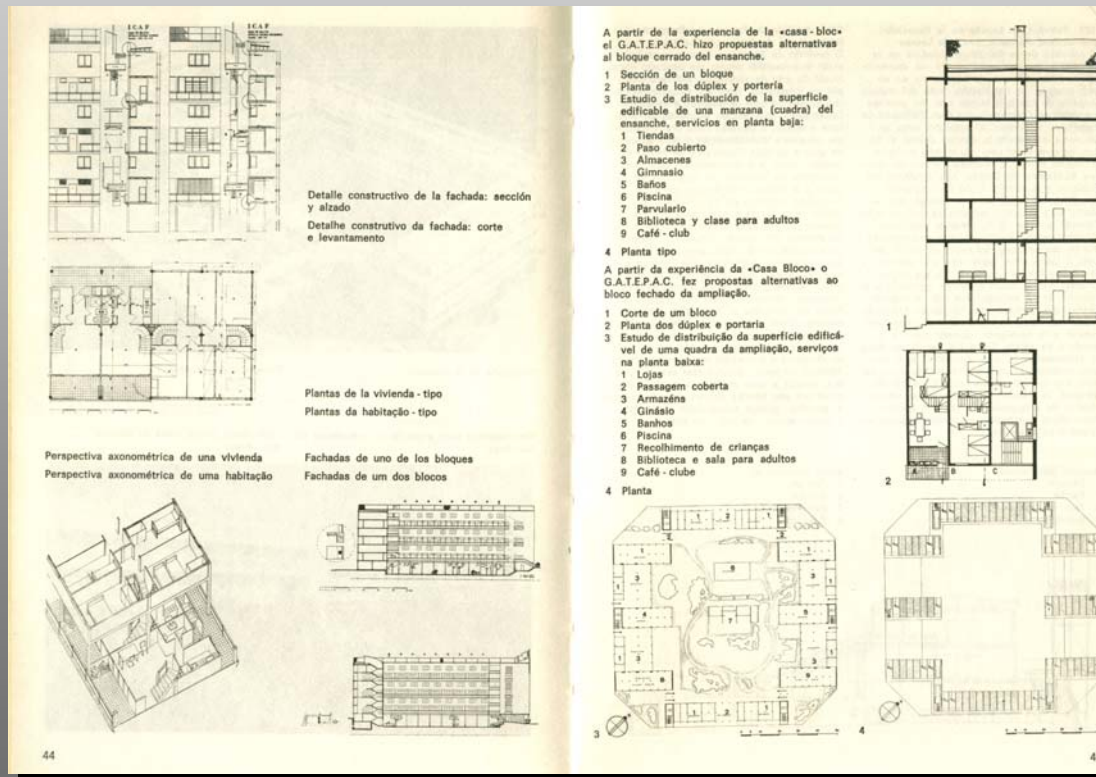 I C A F
I C A F
Detalle constructivo de la fachada: sección
y alzado
Detalhe construtivo da fachada: corte
e levantamento
Plantas de la vivienda - tipo
Plantas da habitação - tipo
Perspectiva axonométrica de una vivienda
Perspectiva axonométrica de uma habitação
Fachadas de uno de los bloques
Fachadas de um dos blocos
44
A partir de la experiencia de la «casa - bloc»
el G.A.T.E.P.A.C. hizo propuestas alternativas
al bloque cerrado del ensanche.
1 Sección de un bloque
2 Planta de los dúplex y portería
3 Estudio de distribución de la superficie
edificable de una manzana (cuadra) del
ensanche, servicios en planta baja:
1 Tiendas
2 Paso cubierto
3 Almacenes
4 Gimnasio
5 Baños
6 Piscina
7 Parvulario
8 Biblioteca y clase para adultos
9 Café - club
4 Planta tipo
A partir da experiência da «Casa Bloco» o
G.A.T.E.P.A.C. fez propostas alternativas ao
bloco fechado da ampliação.
1 Corte de um bloco
2 Planta dos dúplex e portaria
3 Estudo de distribuição da superfície edificá-
vel de uma quadra da ampliação, serviços
na planta baixa:
1 Lojas
2 Passagem coberta
3 Armazéns
4 Ginásio
5 Banhos
6 Piscina
7 Recolhimento de crianças
8 Biblioteca e sala para adultos
9 Café - clube
4 Planta
1
A B C
2
3
4
4